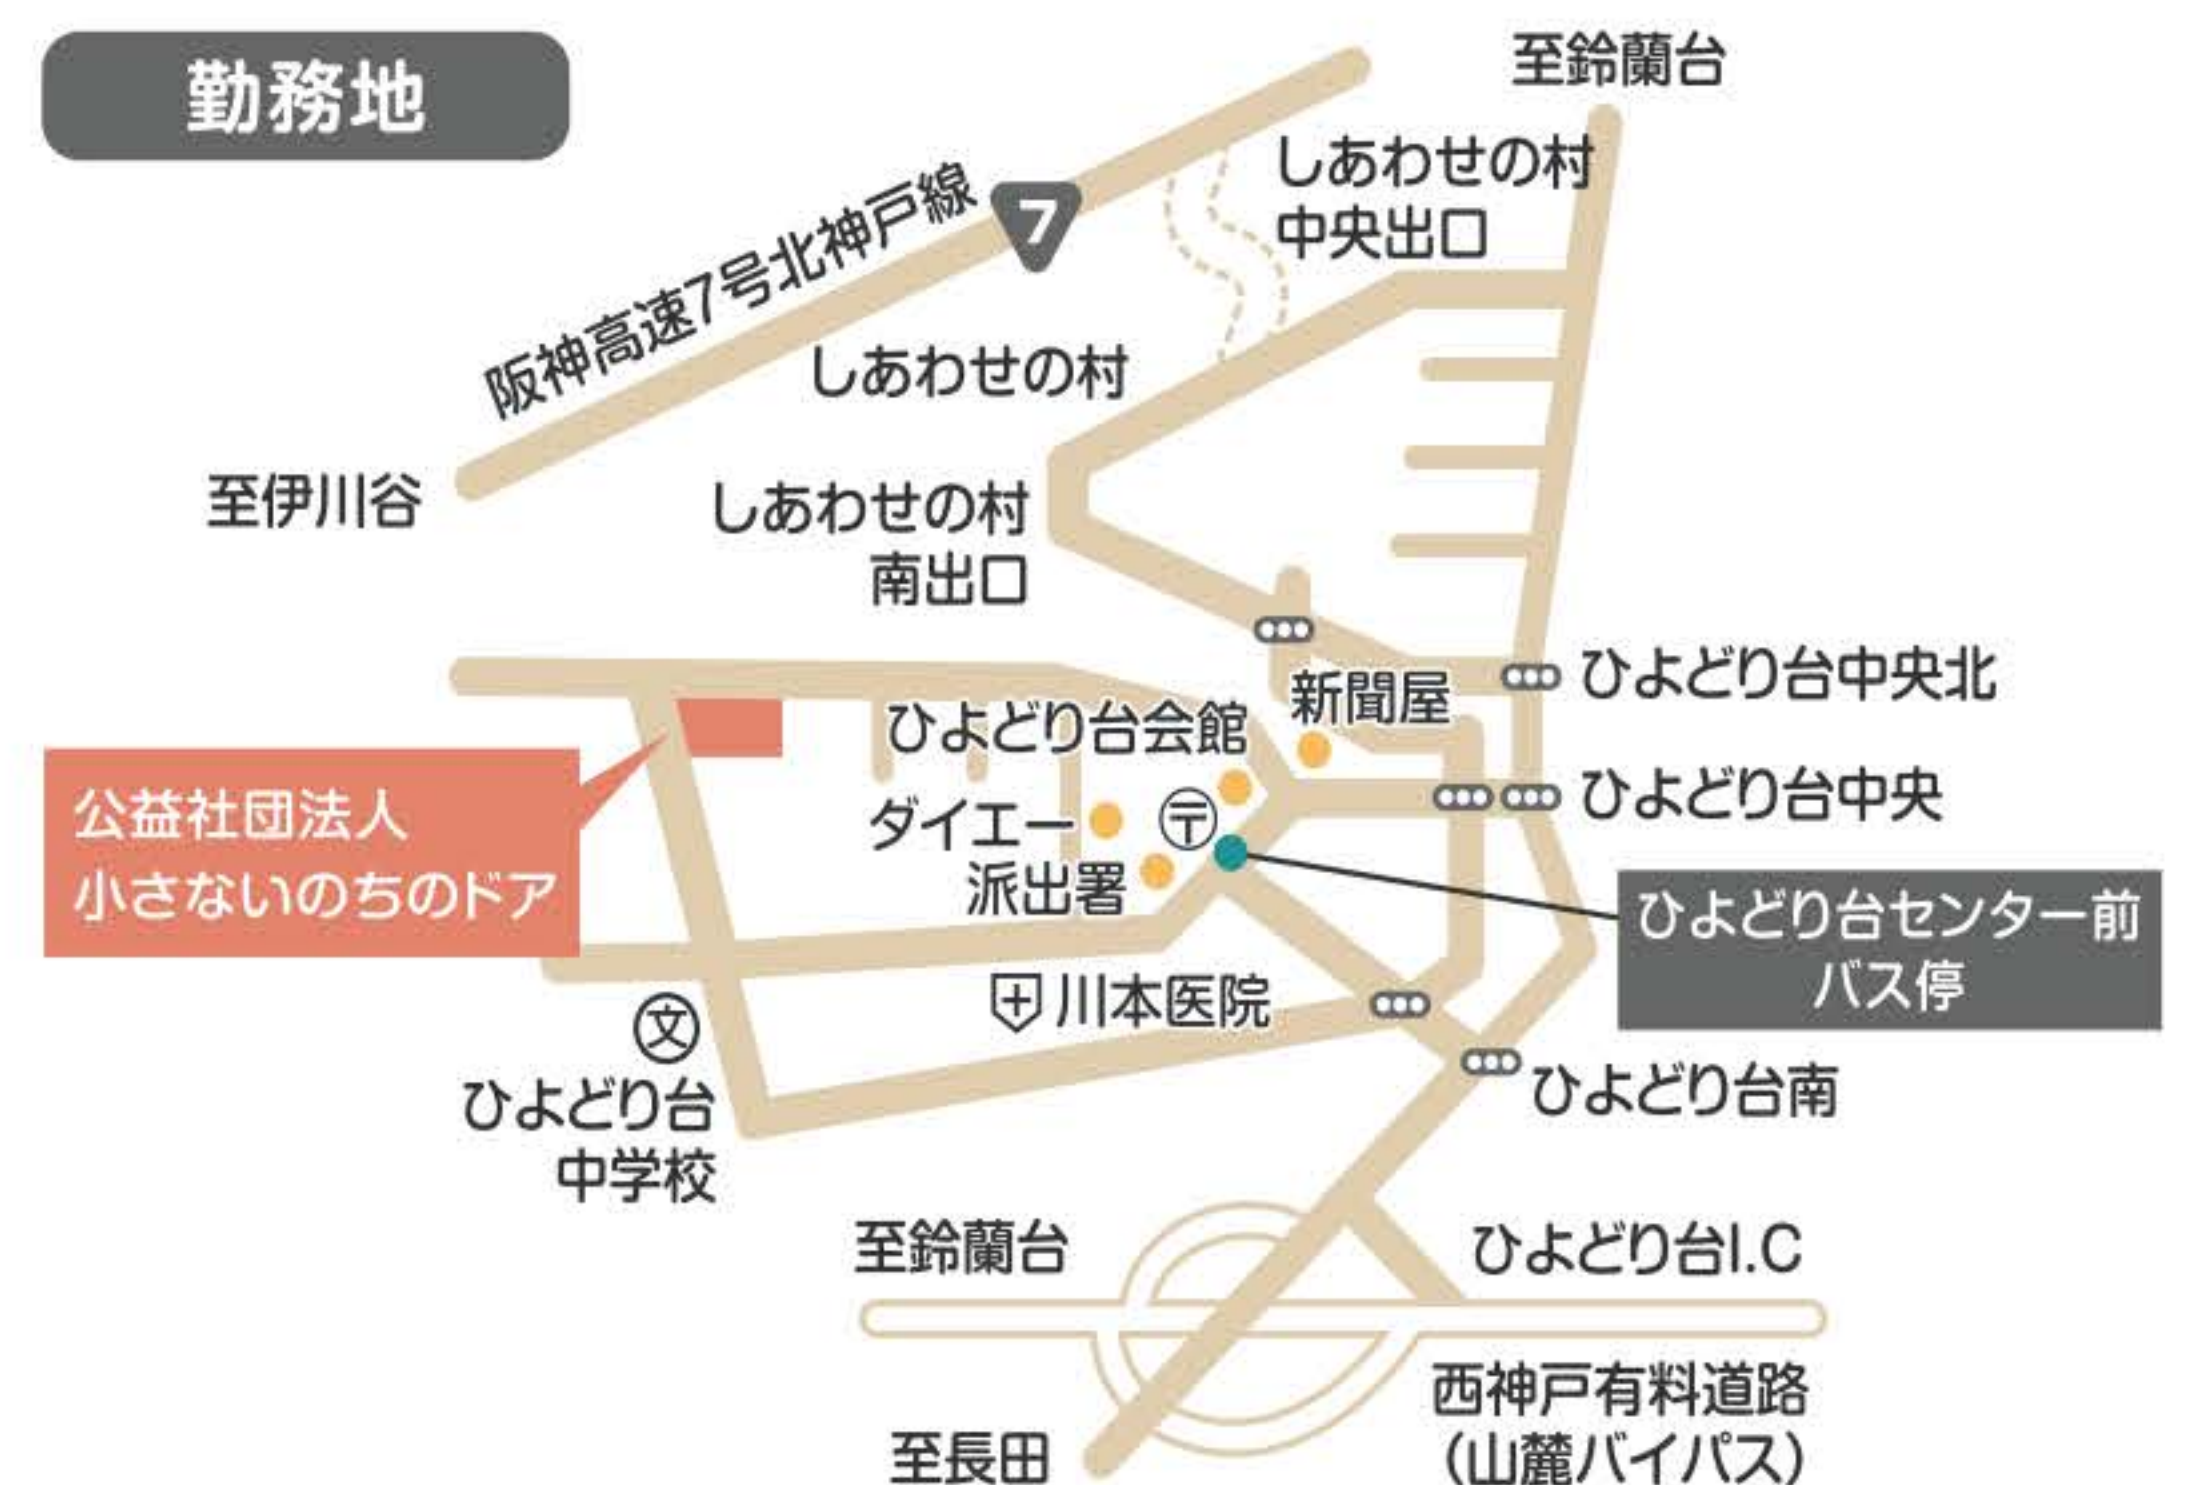 勤務地
至鈴蘭台
しあわせの村
中央出口
阪神高速7号北神戸線
7
しあわせの村
至伊川谷
しあわせの村
南出口
ひよどり台中央北
新聞屋
ひよどり台会館
ひよどり台中央
公益社団法人
小さないのちのドア
ダイエー
〒
派出署
ひよどり台センター前
バス停
川本医院
文
ひよどり台
中学校
ひよどり台南
至鈴蘭台
ひよどり台I.C
西神戸有料道路
（山麓バイパス）
至長田